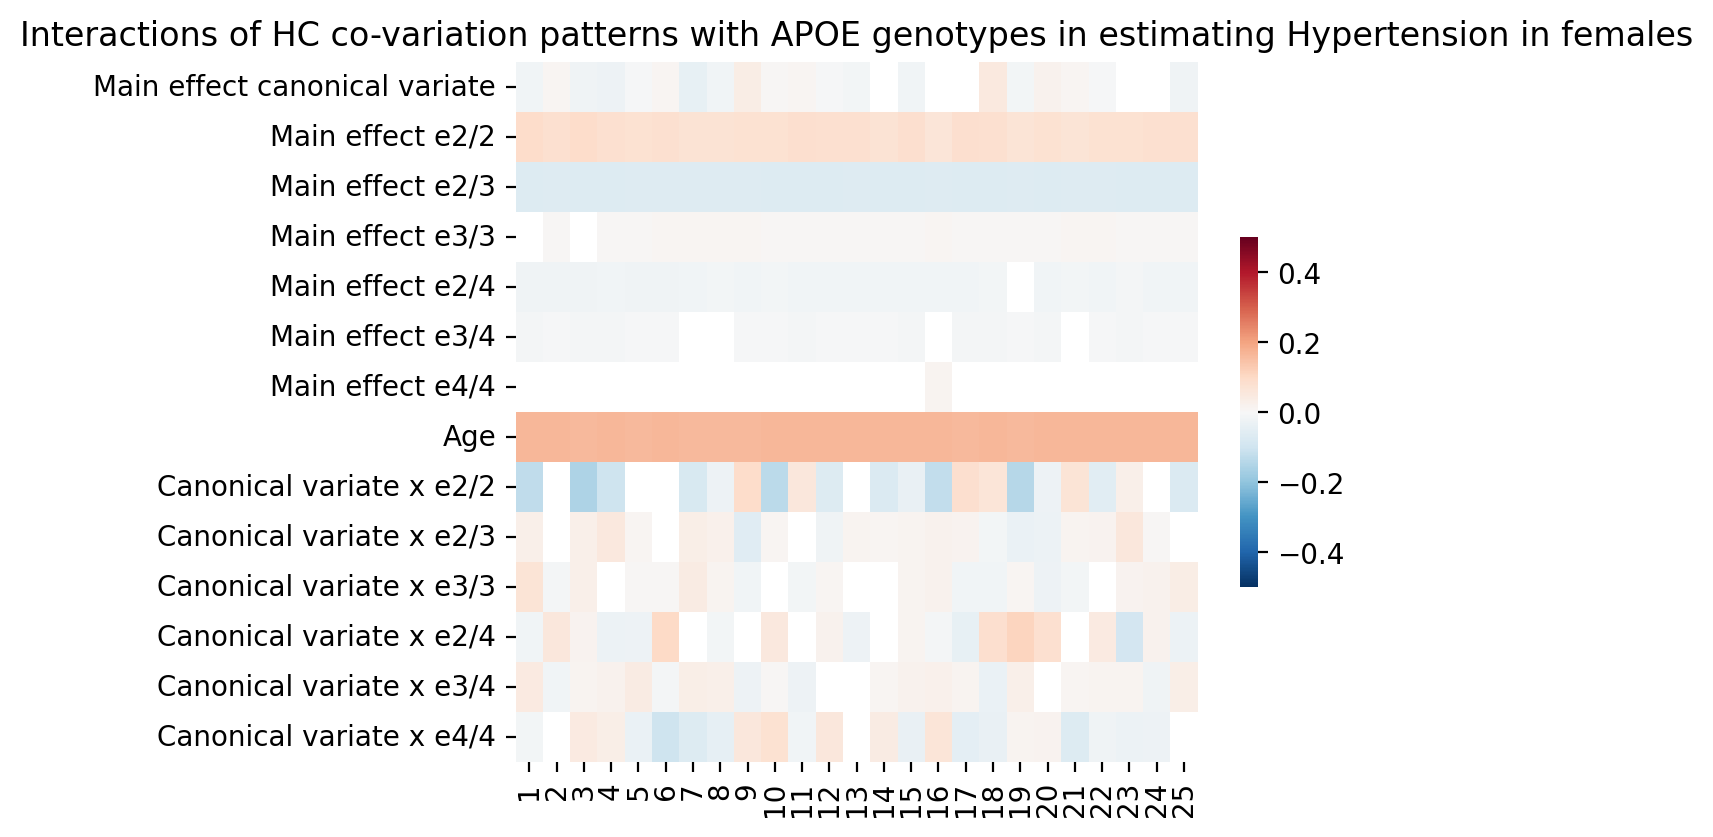 Interactions of HC co-variation patterns with APOE genotypes in estimating Hypertension in females
Main effect canonical variate
Main effect e2/2
Main effect e2/3
Main effect e3/3
Main effect e2/4
Main effect e3/4
Main effect e4/4
Age
Canonical variate x e2/2
Canonical variate x e2/3
Canonical variate x e3/3
Canonical variate x e2/4
Canonical variate x e3/4
Canonical variate x e4/4
1 2 3 4 5 6 7 8 9 10 11 12 13 14 15 16 17 18 19 20 21 22 23 24 25
0.4
0.2
0.0
−0.2
−0.4